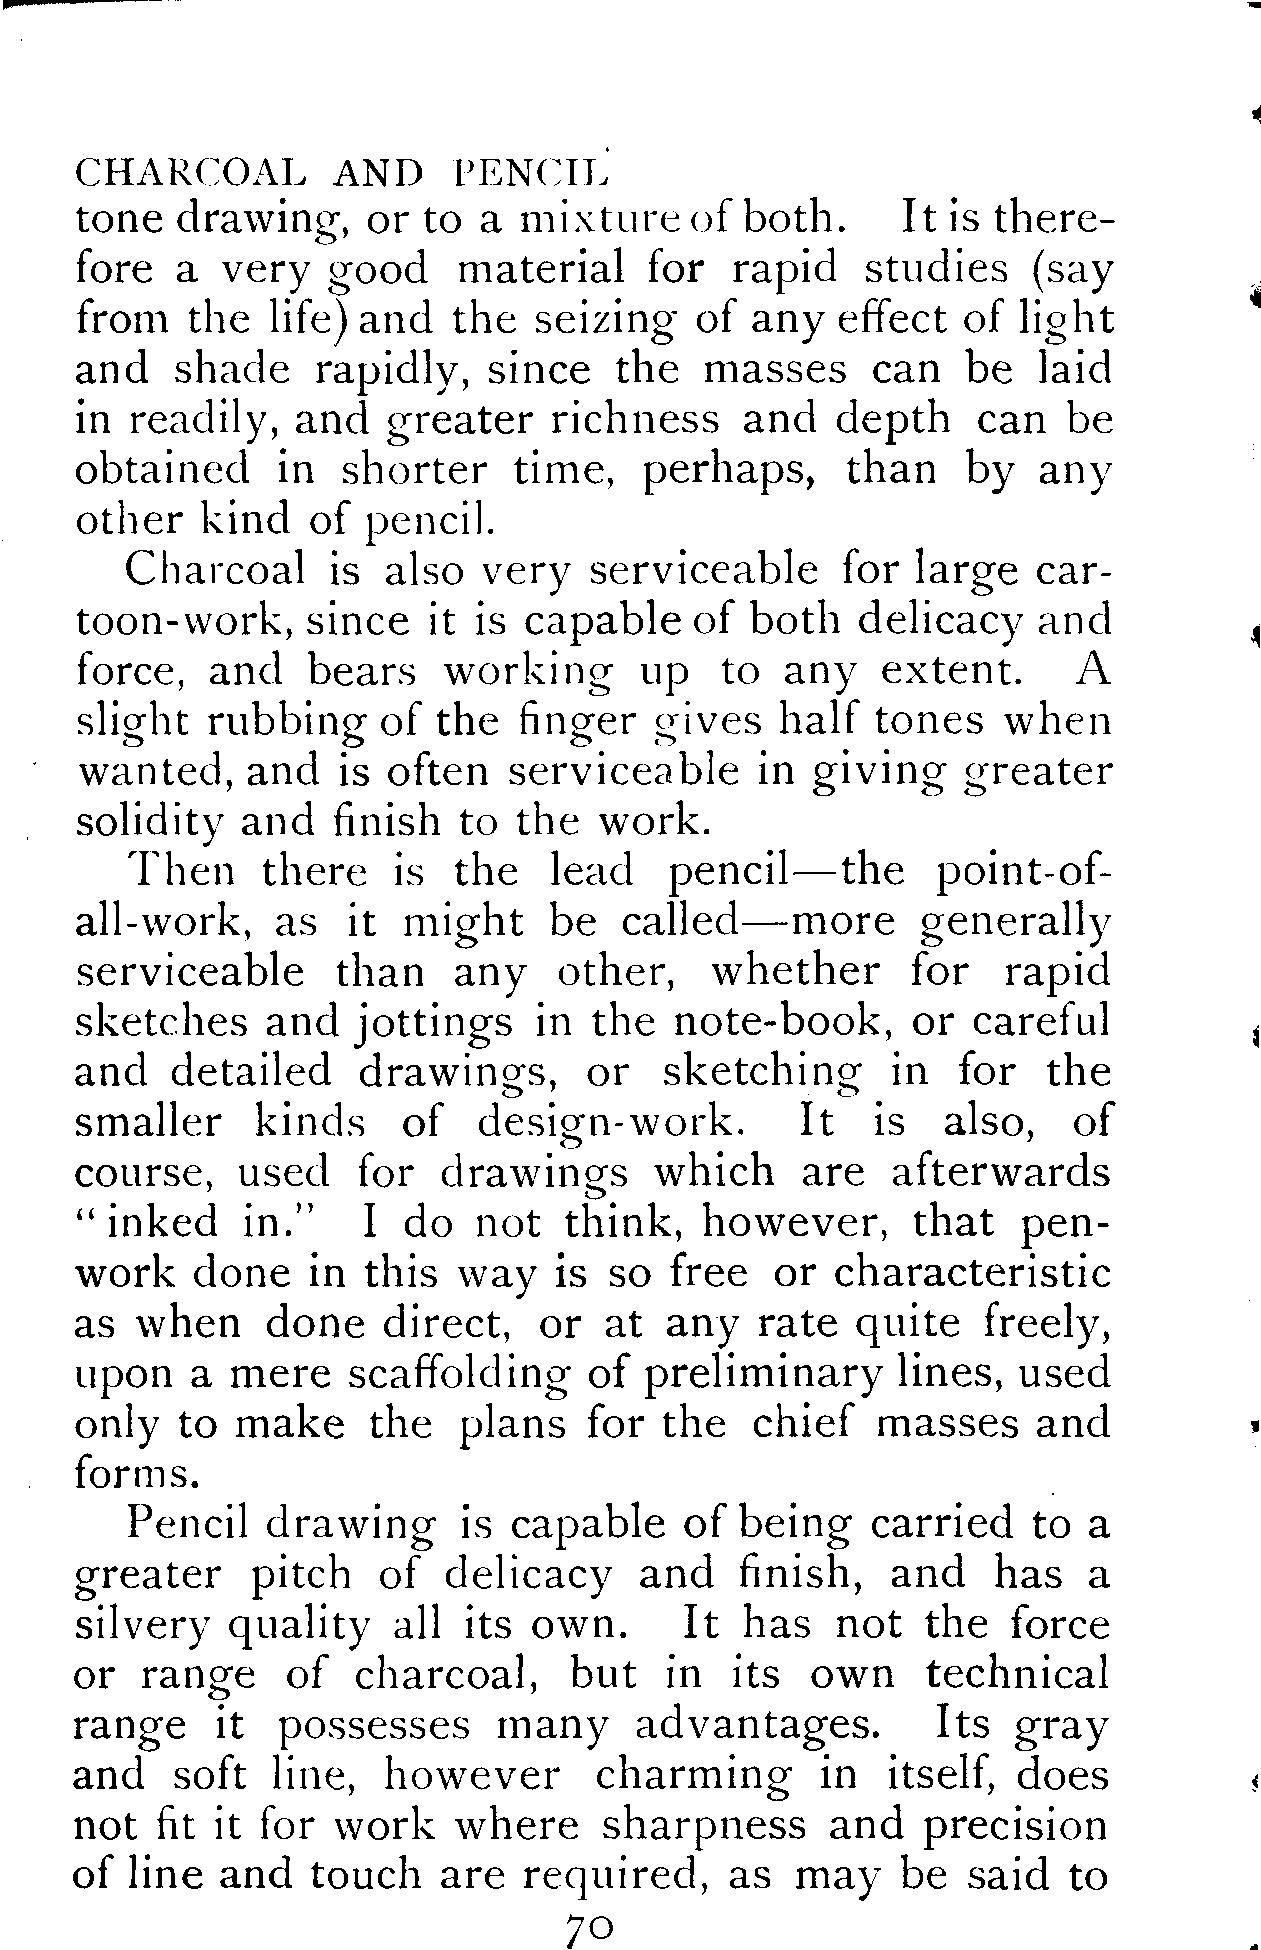 CHARCOAL AND PENCIL
tone drawing, or to a mixture of both. It is there-
fore a very good material for rapid studies (say
from the life) and the seizing of any effect of light
and shade rapidly, since the masses can be laid
in readily, and greater richness and depth can be
obtained in shorter time, perhaps, than by any
other kind of pencil.
Charcoal is also very serviceable for large car-
toon-work, since it is capable of both delicacy and
force, and bears working up to any extent. A
slight rubbing of the finger gives half tones when
wanted, and is often serviceable in giving greater
solidity and finish to the work.
Then there is the lead pencil—the point-of-
all-work, as it might be called—more generally
serviceable than any other, whether for rapid
sketches and jottings in the note-book, or careful
and detailed drawings, or sketching in for the
smaller kinds of design-work. It is also, of
course, used for drawings which are afterwards
"inked in." I do not think, however, that pen-
work done in this way is so free or characteristic
as when done direct, or at any rate quite freely,
upon a mere scaffolding of preliminary lines, used
only to make the plans for the chief masses and
forms.
Pencil drawing is capable of being carried to a
greater pitch of delicacy and finish, and has a
silvery quality all its own. It has not the force
or range of charcoal, but in its own technical
range it possesses many advantages. Its gray
and soft line, however charming in itself, does
not fit it for work where sharpness and precision
of line and touch are required, as may be said to
70